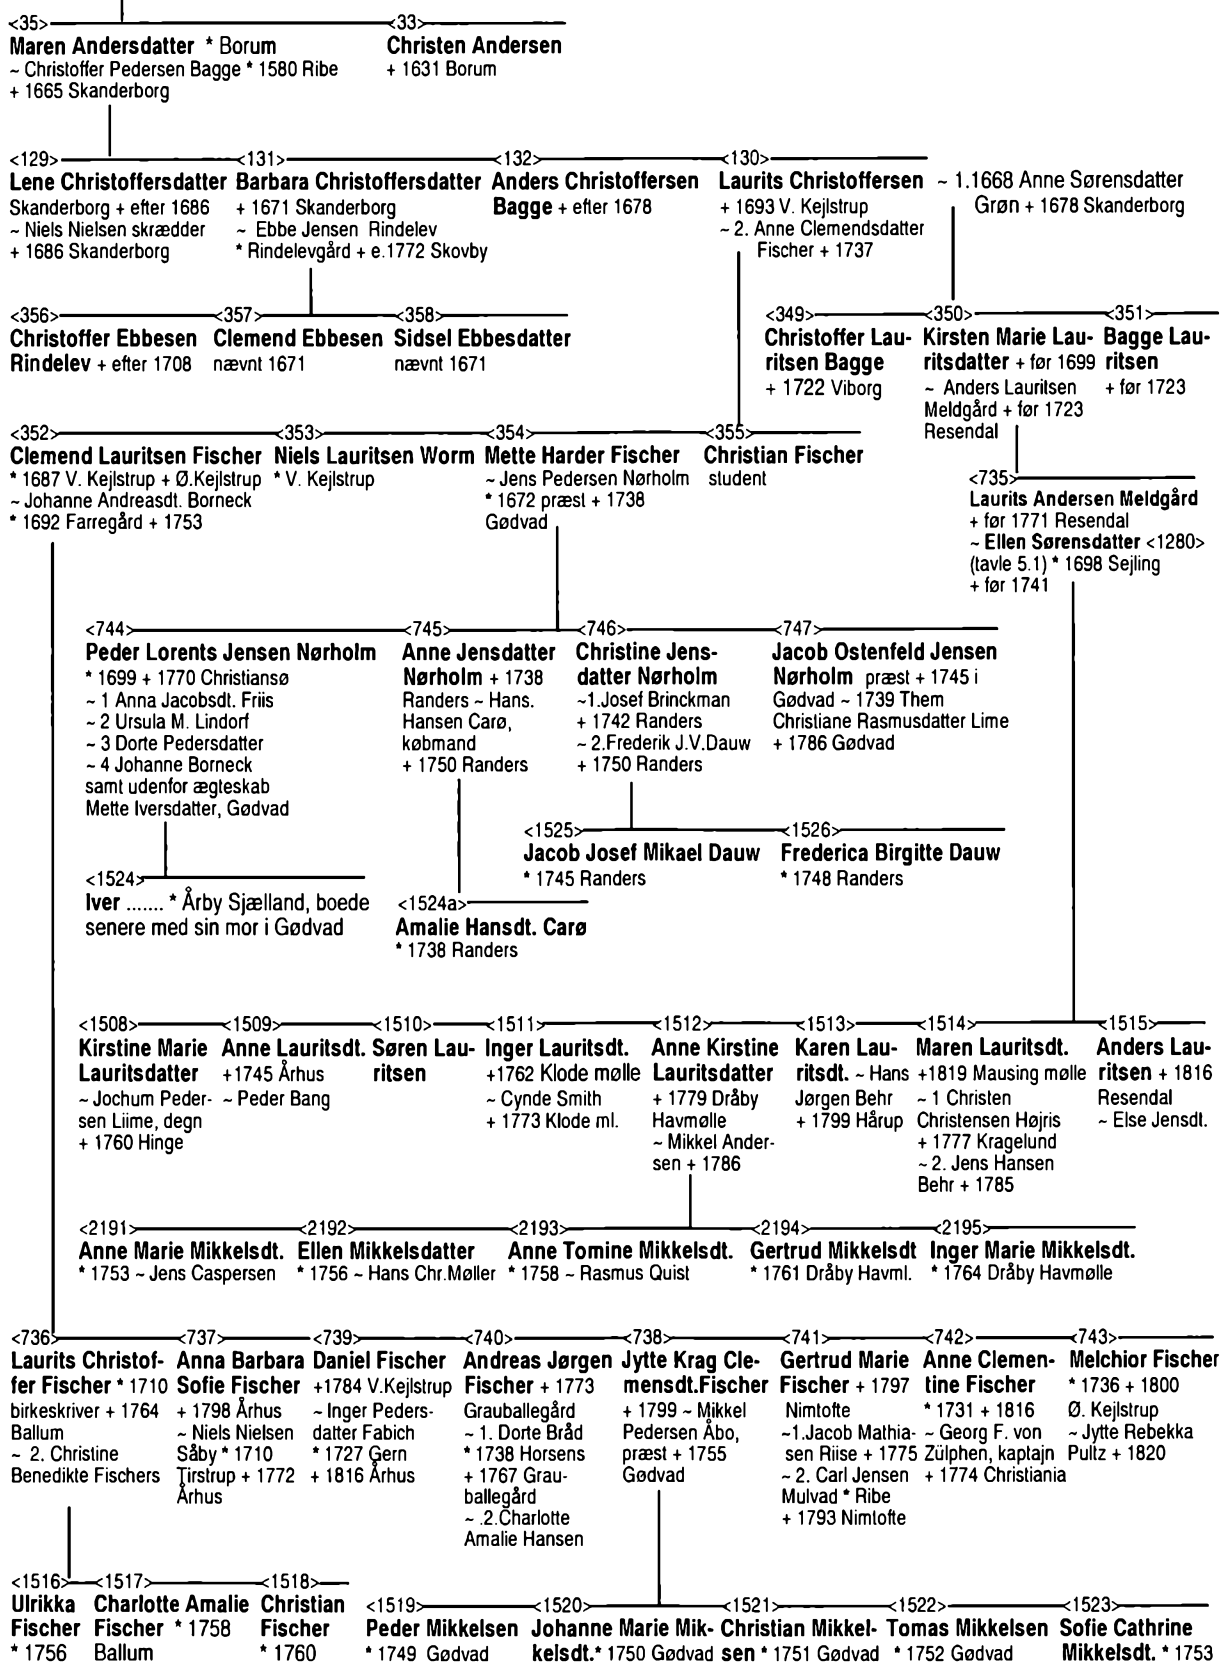 <35> <33>
Maren Andersdatter * Borum
~ Christoffer Pedersen Bagge * 1580 Ribe
+ 1665 Skanderborg
Christen Andersen
+ 1631 Borum
<129> <131> <132> <130>
Lene Christoffersdatter
Skanderborg + efter 1686
~ Niels Nielsen skrædder
+ 1686 Skanderborg
Barbara Christoffersdatter
+ 1671 Skanderborg
~ Ebbe Jensen Rindelev
* Rindelevgård + e.1772 Skovby
Anders Christoffersen
Bagge + efter 1678
Laurits Christoffersen
+ 1693 V. Kejlstrup
~ 2. Anne Clemendsdatter
Fischer + 1737
~ 1.1668 Anne Sørensdatter
Grøn + 1678 Skanderborg
<356> <357> <358>
Christoffer Ebbesen
Rindelev + efter 1708
Clemend Ebbesen
nævnt 1671
Sidsel Ebbesdatter
nævnt 1671
<349> <350> <351>
Christoffer Lau-
ritsen Bagge
+ 1722 Viborg
Kirsten Marie Lau-
ritsdatter + før 1699
~ Anders Lauritsen
Meldgård + før 1723
Resendal
Bagge Lau-
ritsen
+ før 1723
<352> <353> <354> <355>
Clemend Lauritsen Fischer
* 1687 V. Kejlstrup + Ø.Kejlstrup
~ Johanne Andreasdt. Borneck
* 1692 Farregård + 1753
Niels Lauritsen Worm
* V. Kejlstrup
Mette Harder Fischer
~ Jens Pedersen Nørholm
* 1672 præst + 1738
Gødvad
Christian Fischer
student
<735>
Laurits Andersen Meldgård
+ før 1771 Resendal
~ Ellen Sørensdatter <1280>
(tavle 5.1) * 1698 Sejling
+ før 1741
<744> <745> <746> <747>
Peder Lorents Jensen Nørholm
* 1699 + 1770 Christiansø
~ 1 Anna Jacobsdt. Friis
~ 2 Ursula M. Lindorf
~ 3 Dorte Pedersdatter
~ 4 Johanne Borneck
samt udenfor ægteskab
Mette Iversdatter, Gødvad
Anne Jensdatter
Nørholm + 1738
Randers ~ Hans.
Hansen Carø,
købmand
+ 1750 Randers
Christine Jens-
datter Nørholm
~1.Josef Brinckman
+ 1742 Randers
~ 2.Frederik J.V.Dauw
+ 1750 Randers
Jacob Ostenfeld Jensen
Nørholm præst + 1745 i
Gødvad ~ 1739 Them
Christiane Rasmusdatter Lime
+ 1786 Gødvad
<1525> <1526>
Jacob Josef Mikael Dauw
* 1745 Randers
Frederica Birgitte Dauw
* 1748 Randers
<1524>
Iver ....... * Årby Sjælland, boede
senere med sin mor i Gødvad
<1524a>
Amalie Hansdt. Carø
* 1738 Randers
<1508> <1509> <1510> <1511> <1512> <1513> <1514> <1515>
Kirstine Marie
Lauritsdatter
~ Jochum Peder-
sen Liime, degn
+ 1760 Hinge
Anne Lauritsdt.
+1745 Århus
~ Peder Bang
Søren Lau-
ritsen
Inger Lauritsdt.
+1762 Klode mølle
~ Cynde Smith
+ 1773 Klode ml.
Anne Kirstine
Lauritsdatter
+ 1779 Dråby
Havmølle
~ Mikkel Ander-
sen + 1786
Karen Lau-
ritsdt. ~ Hans
Jørgen Behr
+ 1799 Hårup
Maren Lauritsdt.
+1819 Mausing mølle
~ 1 Christen
Christensen Højris
+ 1777 Kragelund
~ 2. Jens Hansen
Behr + 1785
Anders Lau-
ritsen + 1816
Resendal
~ Else Jensdt.
<2191> <2192> <2193> <2194> <2195>
Anne Marie Mikkelsdt.
* 1753 ~ Jens Caspersen
Ellen Mikkelsdatter
* 1756 ~ Hans Chr.Møller
Anne Tomine Mikkelsdt.
* 1758 ~ Rasmus Quist
Gertrud Mikkelsdt
* 1761 Dråby Havml.
Inger Marie Mikkelsdt.
* 1764 Dråby Havmølle
<736> <737> <739> <740> <738> <741> <742> <743>
Laurits Christof-
fer Fischer * 1710
birkeskriver + 1764
Ballum
~ 2. Christine
Benedikte Fischers
Anna Barbara
Sofie Fischer
+ 1798 Århus
~ Niels Nielsen
Såby * 1710
Tirstrup + 1772
Århus
Daniel Fischer
+1784 V.Kejlstrup
~ Inger Peders-
datter Fabich
* 1727 Gern
+ 1816 Århus
Andreas Jørgen
Fischer + 1773
Grauballegård
~ 1. Dorte Bråd
* 1738 Horsens
+ 1767 Grau-
ballegård
~ .2.Charlotte
Amalie Hansen
Jytte Krag Cle-
mensdt.Fischer
+ 1799 ~ Mikkel
Pedersen Åbo,
præst + 1755
Gødvad
Gertrud Marie
Fischer + 1797
Nimtofte
~1.Jacob Mathia-
sen Riise + 1775
~ 2. Carl Jensen
Mulvad * Ribe
+ 1793 Nimtofte
Anne Clemen-
tine Fischer
* 1731 + 1816
~ Georg F. von
Zülphen, kaptajn
+ 1774 Christiania
Melchior Fischer
* 1736 + 1800
Ø. Kejlstrup
~ Jytte Rebekka
Pultz + 1820
<1516> <1517> <1518>
Ulrikka
Fischer
* 1756
Charlotte Amalie
Fischer * 1758
Ballum
Christian
Fischer
* 1760
<1519> <1520> <1521> <1522> <1523>
Peder Mikkelsen
* 1749 Gødvad
Johanne Marie Mik-
kelsdt.* 1750 Gødvad
Christian Mikkel-
sen * 1751 Gødvad
Tomas Mikkelsen
* 1752 Gødvad
Sofie Cathrine
Mikkelsdt. * 1753